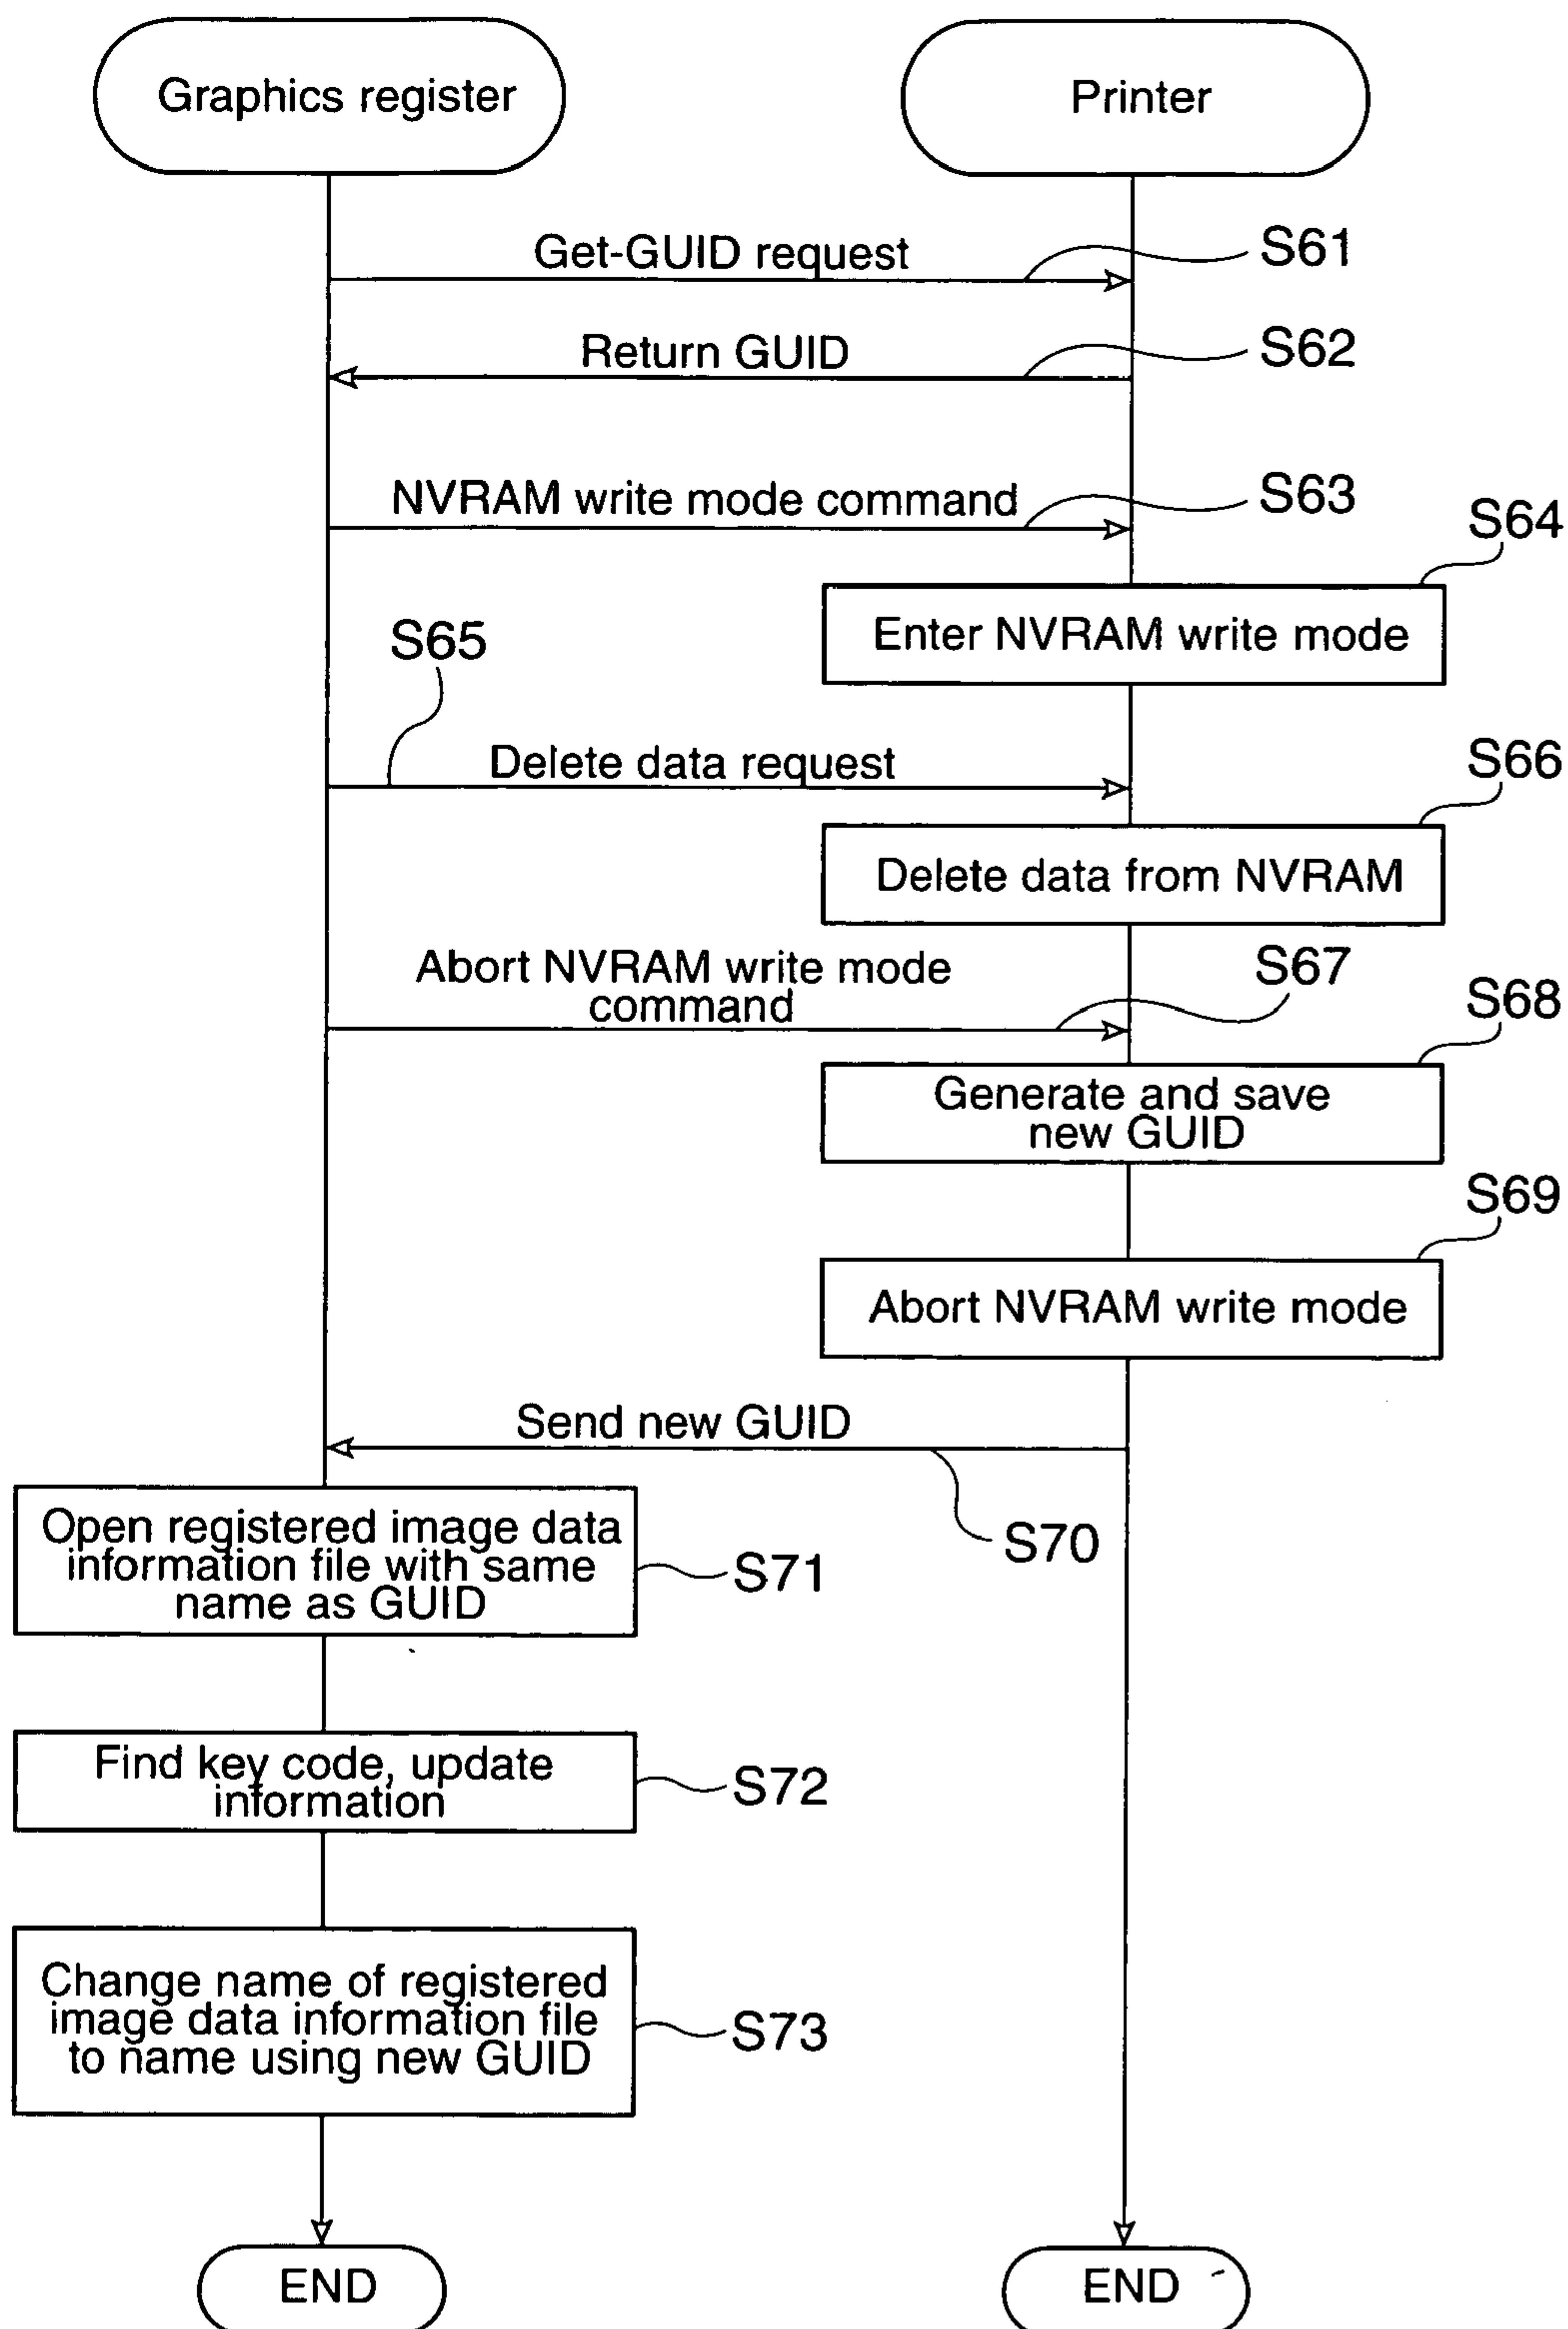 Graphics register
Printer
Get-GUID request
S61
Return GUID
S62
NVRAM write mode command
S63
S64
Enter NVRAM write mode
S65
Delete data request
S66
Delete data from NVRAM
Abort NVRAM write mode
command
S67
S68
Generate and save
new GUID
S69
Abort NVRAM write mode
Send new GUID
S70
Open registered image data
information file with same
name as GUID
S71
Find key code, update
information
S72
Change name of registered
image data information file
to name using new GUID
S73
END
END